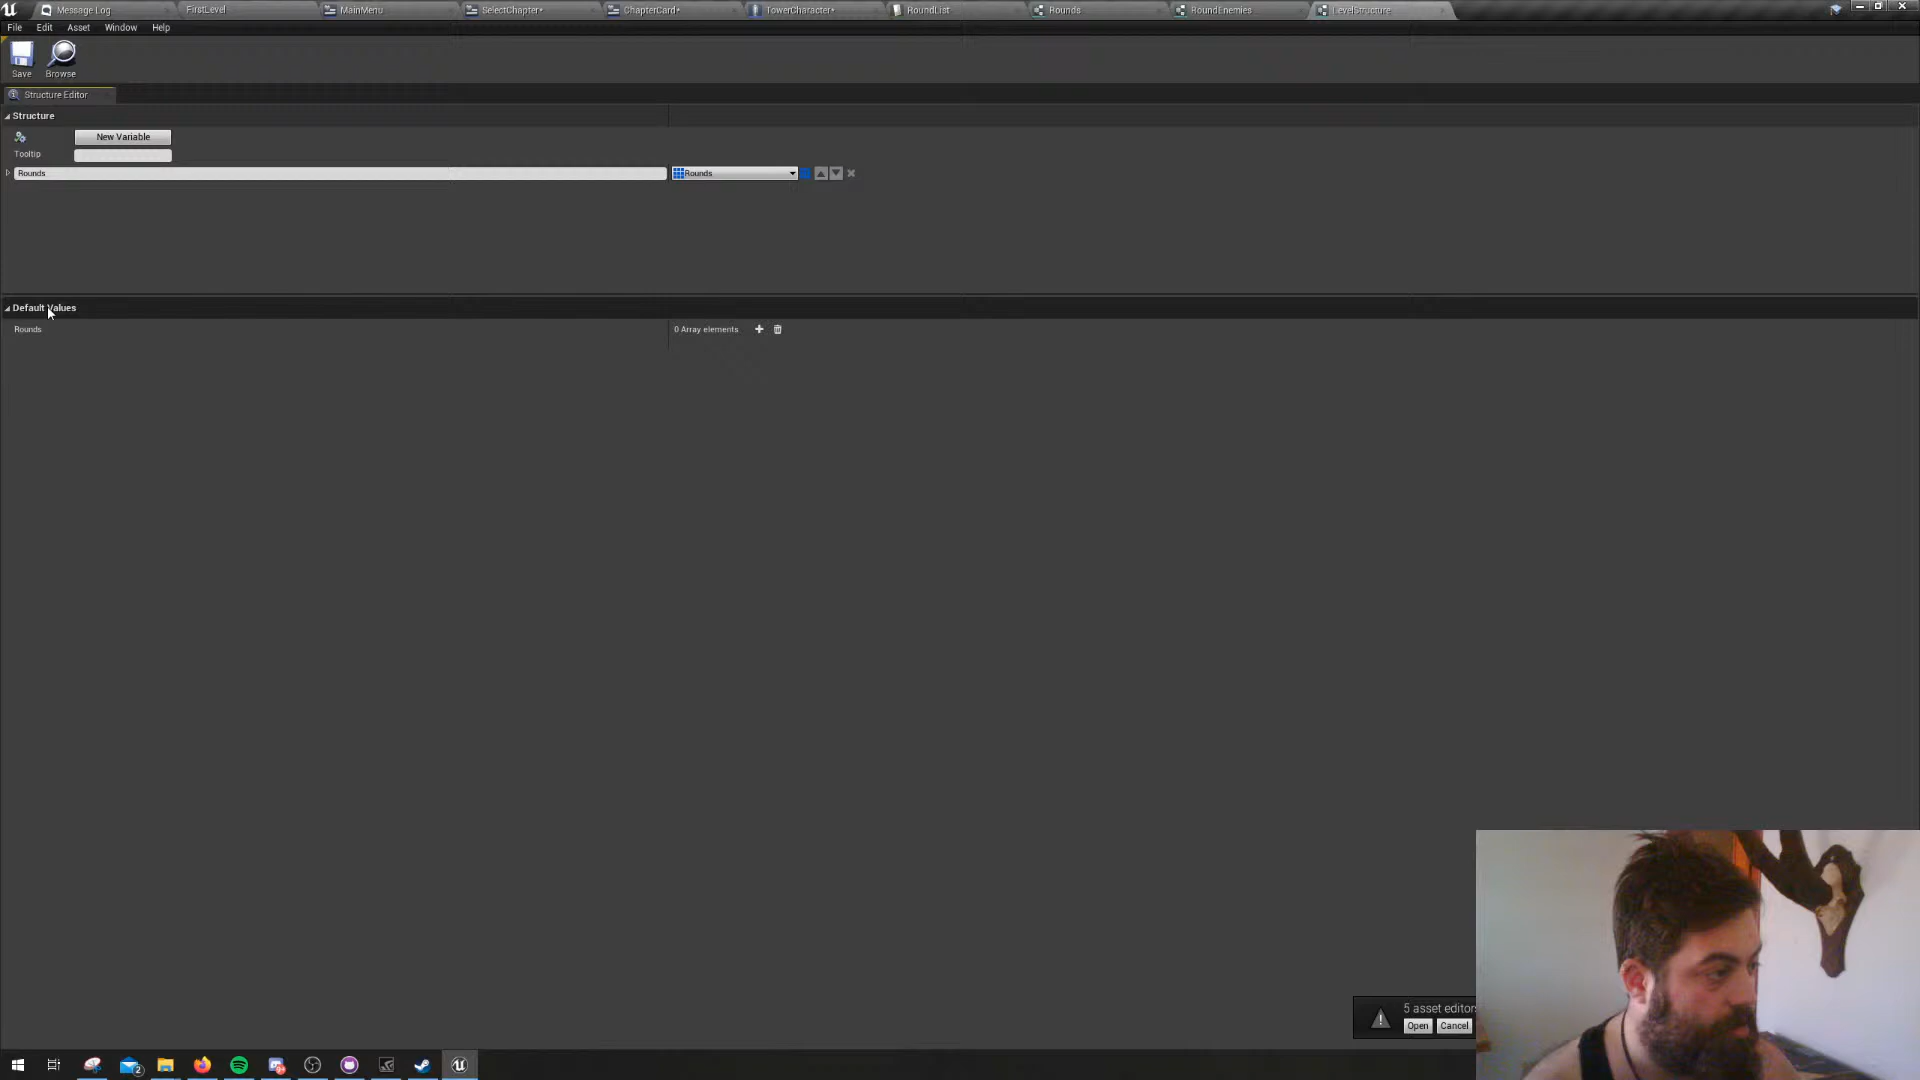 Message Log FirstLevel MainMenu SelectChapter* ChapterCard* TowerCharacter* RoundList Rounds RoundEnemies LevelStructure
File Edit Asset Window Help
Save Browse
Structure Editor
Structure
New Variable
Tooltip
Rounds Rounds
Default Values
Rounds 0 Array elements
5 asset editor
Open Cancel
2